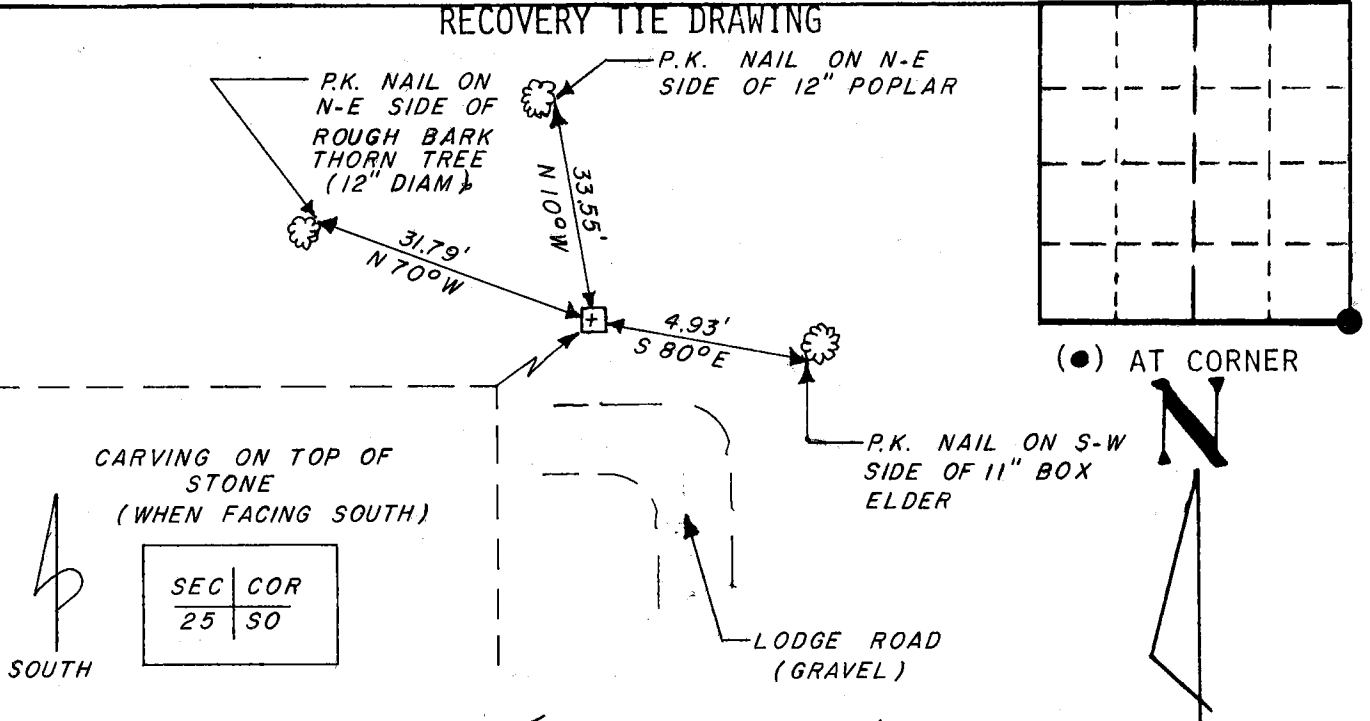 RECOVERY TIE DRAWING
P.K. NAIL ON
N-E SIDE OF
ROUGH BARK
THORN TREE
(12" DIAM)
P.K. NAIL ON N-E
SIDE OF 12" POPLAR
33.55'
N 10° W
31.79'
N 70° W
+
4.93'
S 80° E
(●) AT CORNER
N
P.K. NAIL ON S-W
SIDE OF 11" BOX
ELDER
CARVING ON TOP OF
STONE
(WHEN FACING SOUTH)
SEC COR
25 SO
SOUTH
LODGE ROAD
(GRAVEL)